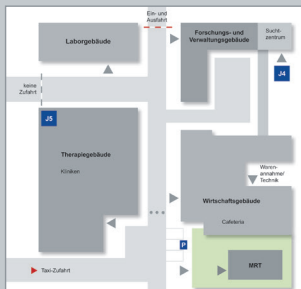 Ein- und
Ausfahrt
Laborgebäude
Forschungs- und
Verwaltungsgebäude
Sucht-
zentrum
J4
keine
Zufahrt
J5
Therapiegebäude
Kliniken
Waren-
annahme/
Technik
Wirtschaftsgebäude
Cafeteria
P
MRT
Taxi-Zufahrt